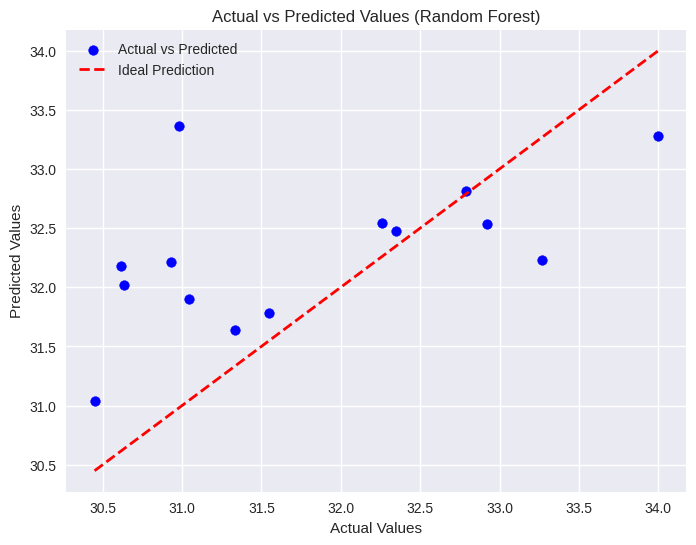 Actual vs Predicted Values (Random Forest)
Actual vs Predicted
Ideal Prediction
Predicted Values
34.0
33.5
33.0
32.5
32.0
31.5
31.0
30.5
30.5 31.0 31.5 32.0 32.5 33.0 33.5 34.0
Actual Values